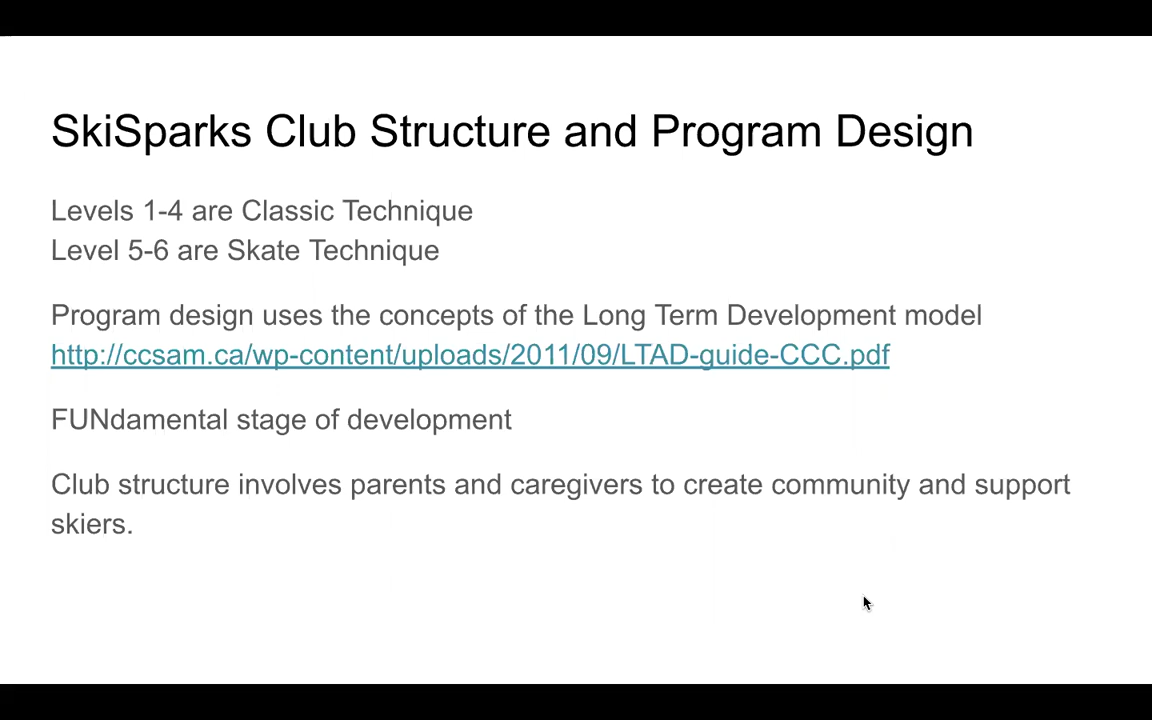 SkiSparks Club Structure and Program Design
Levels 1-4 are Classic Technique
Level 5-6 are Skate Technique
Program design uses the concepts of the Long Term Development model
http://ccsam.ca/wp-content/uploads/2011/09/LTAD-guide-CCC.pdf
FUNdamental stage of development
Club structure involves parents and caregivers to create community and support
skiers.